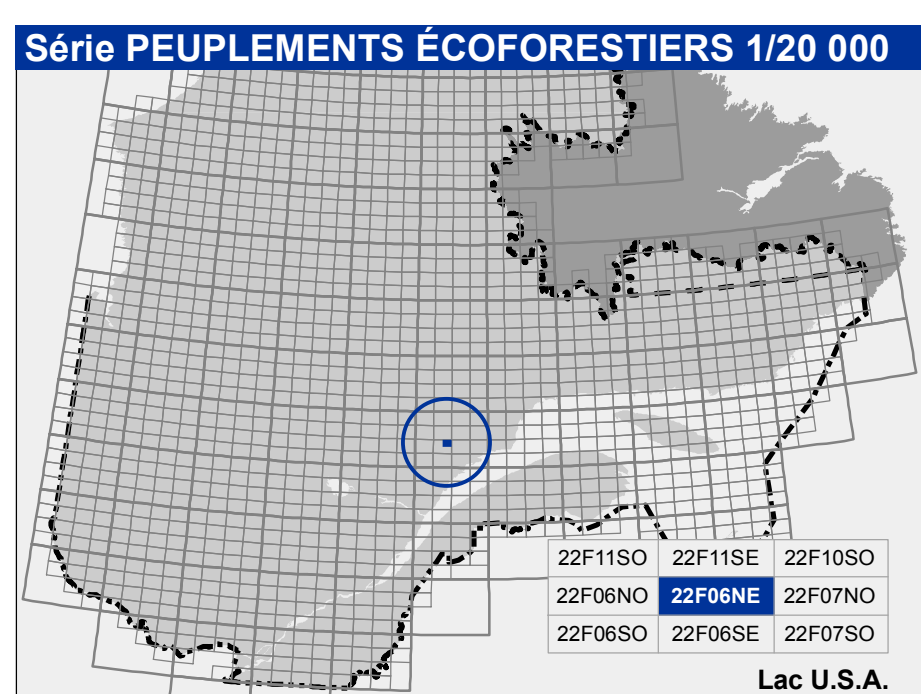 Série PEUPLEMENTS ÉCOFORESTIERS 1/20 000
22F11SO 22F11SE 22F10SO
22F06NO 22F06NE 22F07NO
22F06SO 22F06SE 22F07SO
Lac U.S.A.